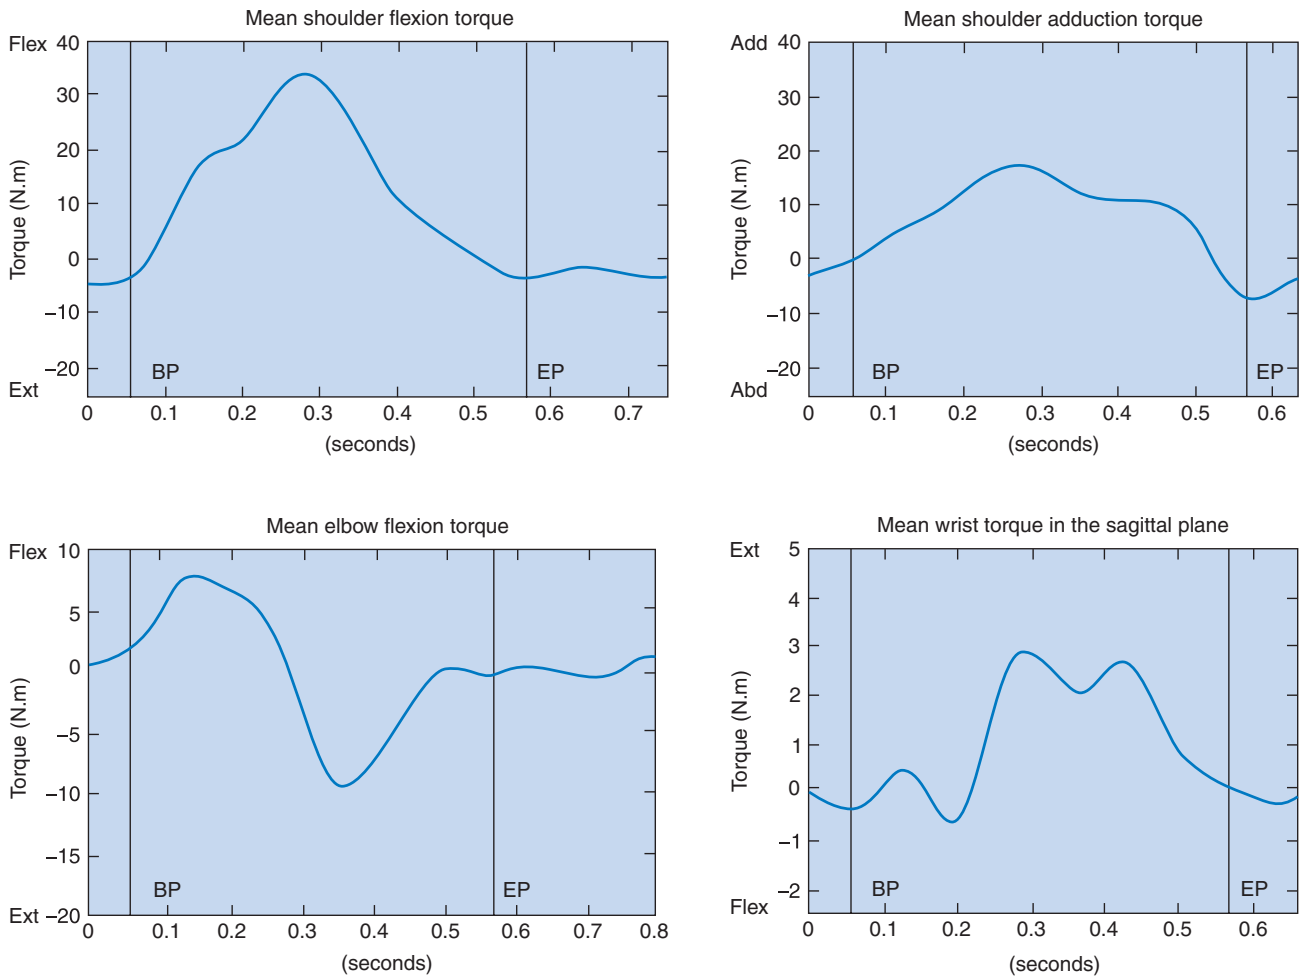 Mean shoulder flexion torque
Flex
40
30
20
10
0
–10
–20
Ext
Torque (N.m)
BP
EP
0 0.1 0.2 0.3 0.4 0.5 0.6 0.7
(seconds)
Mean shoulder adduction torque
Add
40
30
20
10
0
–10
–20
Abd
Torque (N.m)
BP
EP
0 0.1 0.2 0.3 0.4 0.5 0.6
(seconds)
Mean elbow flexion torque
Flex
10
5
0
–5
–10
–15
Ext –20
Torque (N.m)
BP
EP
0 0.1 0.2 0.3 0.4 0.5 0.6 0.7 0.8
(seconds)
Mean wrist torque in the sagittal plane
Ext
5
4
3
2
1
0
–1
–2
Flex
Torque (N.m)
BP
EP
0 0.1 0.2 0.3 0.4 0.5 0.6
(seconds)